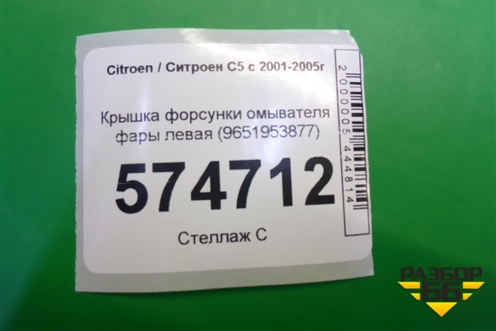 Citroen / Ситроен C5 с 2001-2005г
Крышка форсунки омывателя
фары левая (9651953877)
574712
Стеллаж С
2000005444814
РАЗБОР
66